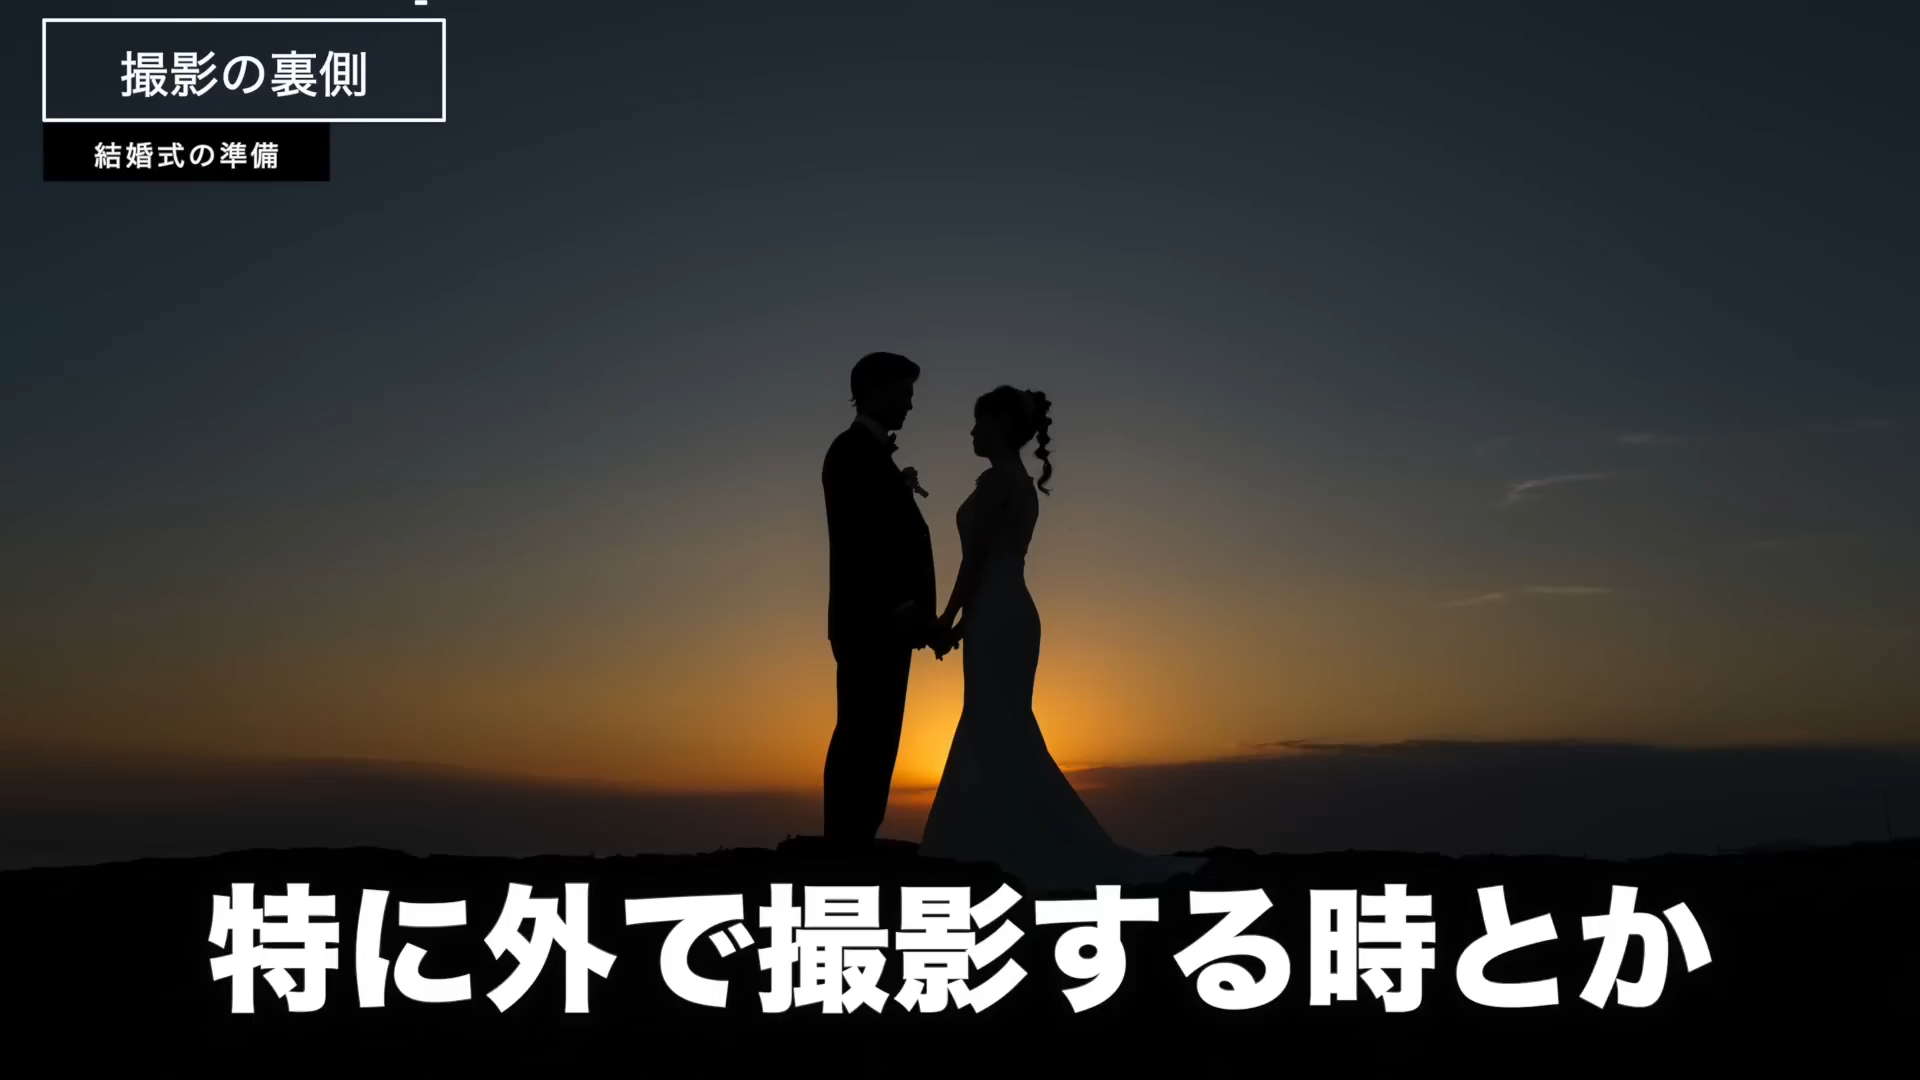 撮影の裏側
結婚式の準備
特に外で撮影する時とか